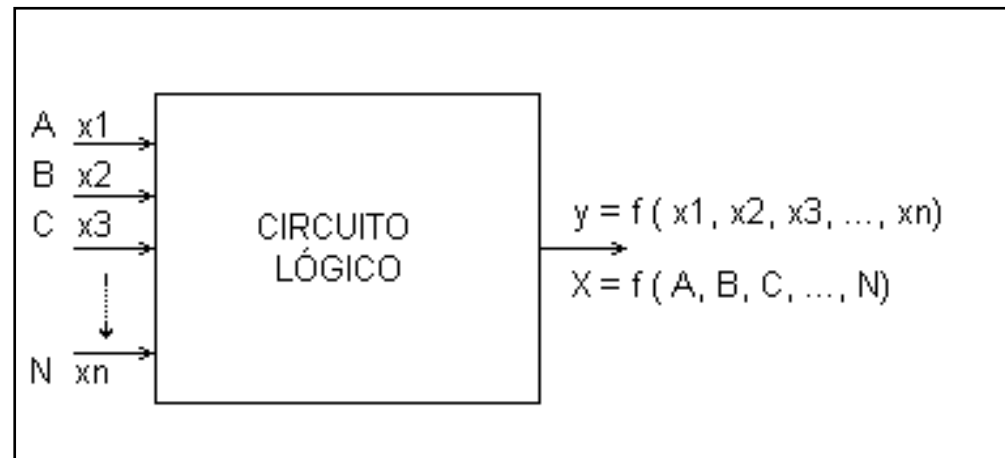 A x1
B x2
C x3
N xn
CIRCUITO
LÓGICO
y = f ( x1, x2, x3, ..., xn)
X = f ( A, B, C, ..., N)